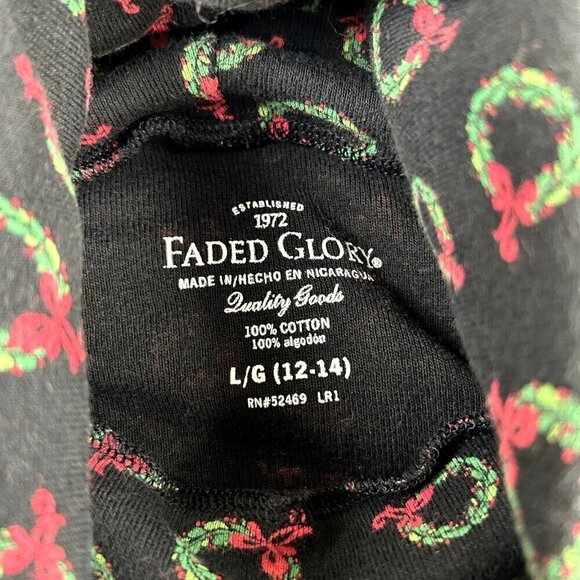 ESTABLISHED
1972
FADED GLORY®
MADE IN/HECHO EN NICARAGUA
Quality Goods
100% COTTON
100% algodón
L/G (12-14)
RN#52469 LR1